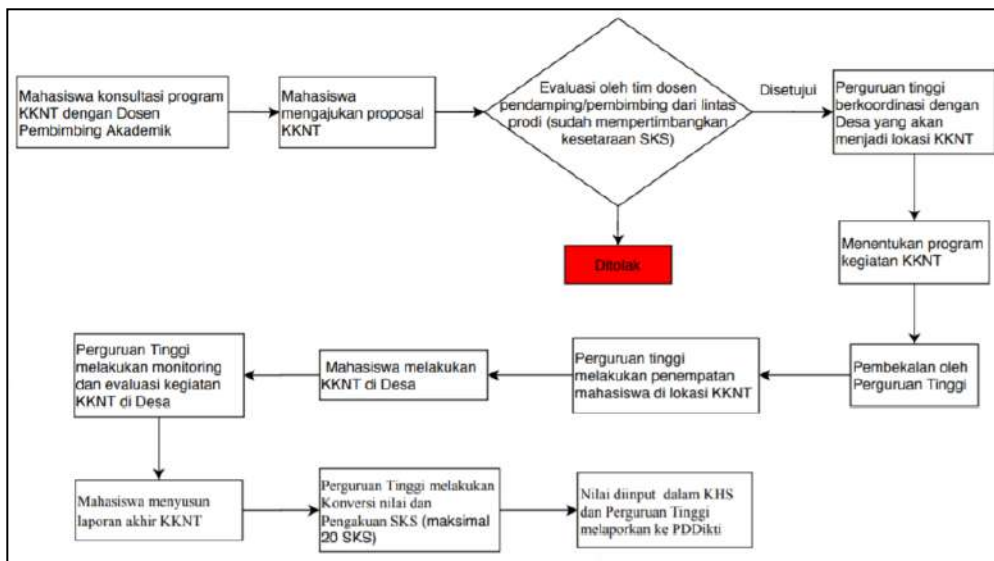 Mahasiswa konsultasi program
KKNT dengan Dosen
Pembimbing Akademik
Mahasiswa
mengajukan proposal
KKNT
Evaluasi oleh tim dosen
pendamping/pembimbing dari lintas
prodi (sudah mempertimbangkan
kesetaraan SKS)
Disetujui
Perguruan tinggi
berkoordinasi dengan
Desa yang akan
menjadi lokasi KKNT
Ditolak
Menentukan program
kegiatan KKNT
Pembekalan oleh
Perguruan Tinggi
Perguruan tinggi
melakukan penempatan
mahasiswa di lokasi KKNT
Mahasiswa melakukan
KKNT di Desa
Perguruan Tinggi
melakukan monitoring
dan evaluasi kegiatan
KKNT di Desa
Mahasiswa menyusun
laporan akhir KKNT
Perguruan Tinggi melakukan
Konversi nilai dan
Pengakuan SKS (maksimal
20 SKS)
Nilai diinput dalam KHS
dan Perguruan Tinggi
melaporkan ke PDDikti